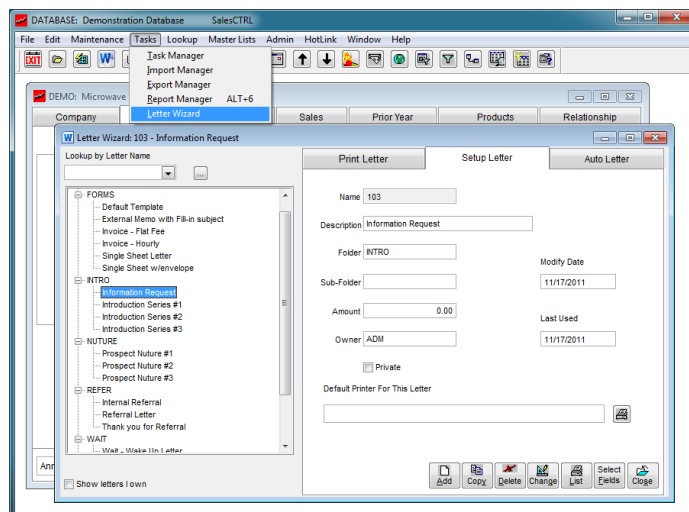 DATABASE: Demonstration Database SalesCTRL
File Edit Maintenance Tasks Lookup Master Lists Admin HotLink Window Help
EXIT W
Task Manager
Import Manager
Export Manager
Report Manager ALT+6
Letter Wizard
DEMO: Microwave
Company Sales Prior Year Products Relationship
W Letter Wizard: 103 - Information Request
Lookup by Letter Name
...
Print Letter Setup Letter Auto Letter
FORMS
Default Template
External Memo with Fill-in subject
Invoice - Flat Fee
Invoice - Hourly
Single Sheet Letter
Single Sheet w/envelope
INTRO
Information Request
Introduction Series #1
Introduction Series #2
Introduction Series #3
NUTURE
Prospect Nuture #1
Prospect Nuture #2
Prospect Nuture #3
REFER
Internal Referral
Referral Letter
Thank you for Referral
WAIT
Wait - Wake Up Letter
Show letters I own
Name 103
Description Information Request
Folder INTRO
Modify Date
Sub-Folder 11/17/2011
Amount 0.00
Last Used
Owner ADM 11/17/2011
Private
Default Printer For This Letter
Add Copy Delete Change List Select Fields Close